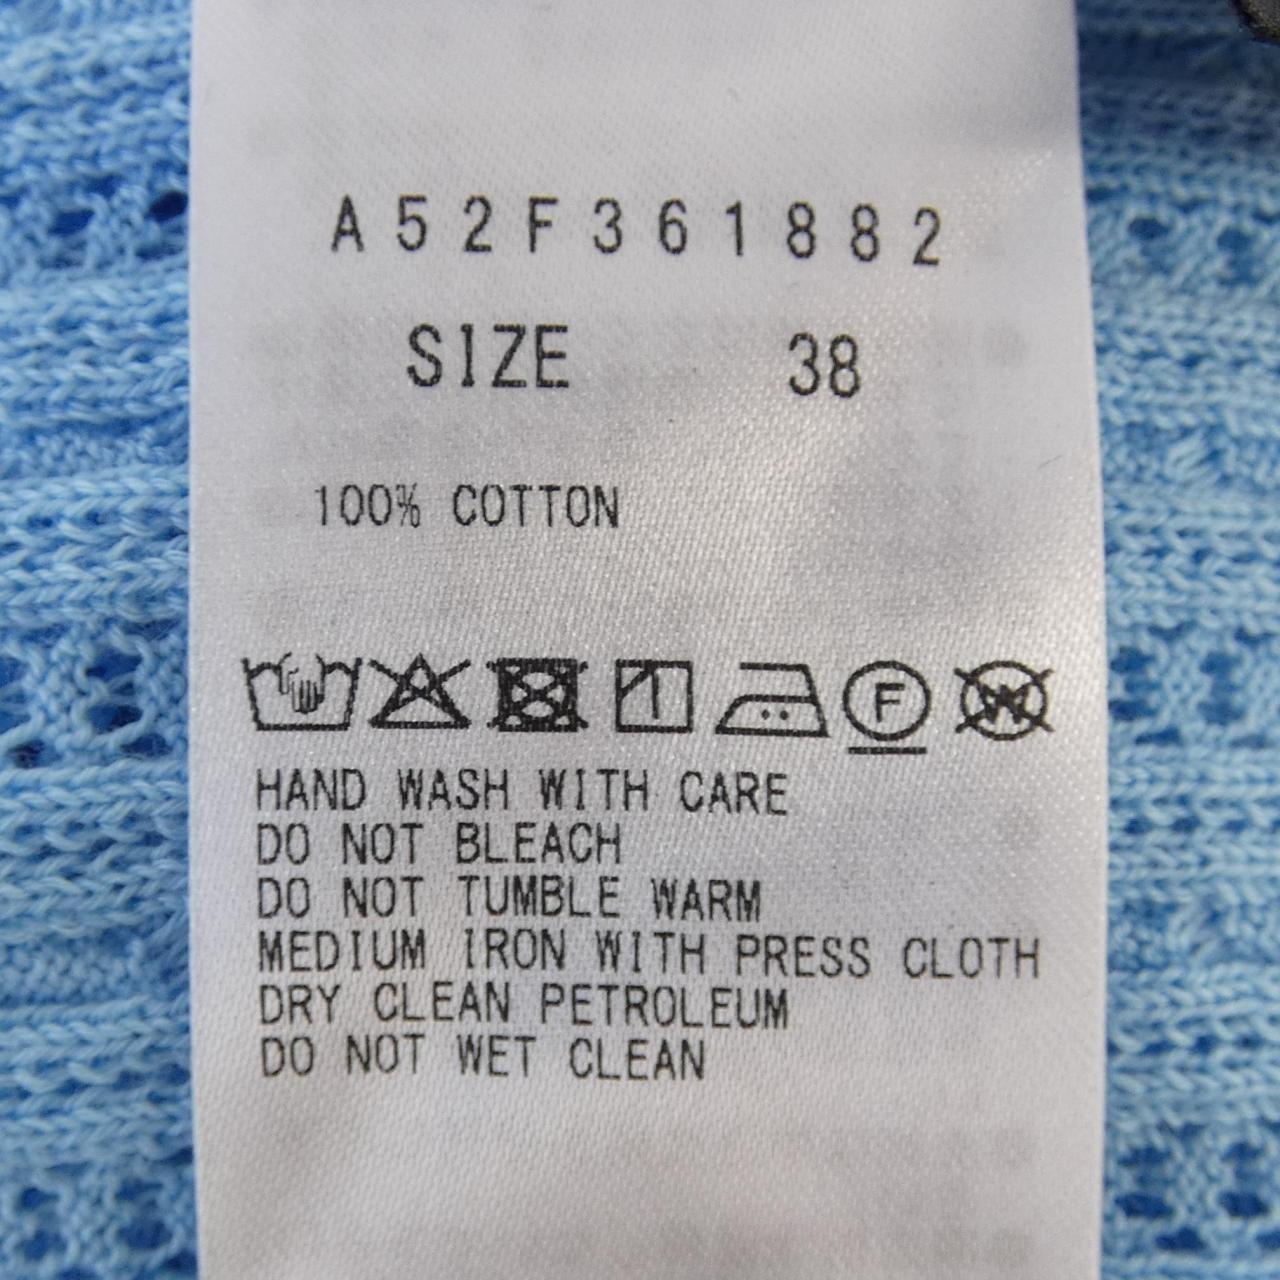 A52F361882
SIZE 38
100% COTTON
F W
HAND WASH WITH CARE
DO NOT BLEACH
DO NOT TUMBLE WARM
MEDIUM IRON WITH PRESS CLOTH
DRY CLEAN PETROLEUM
DO NOT WET CLEAN